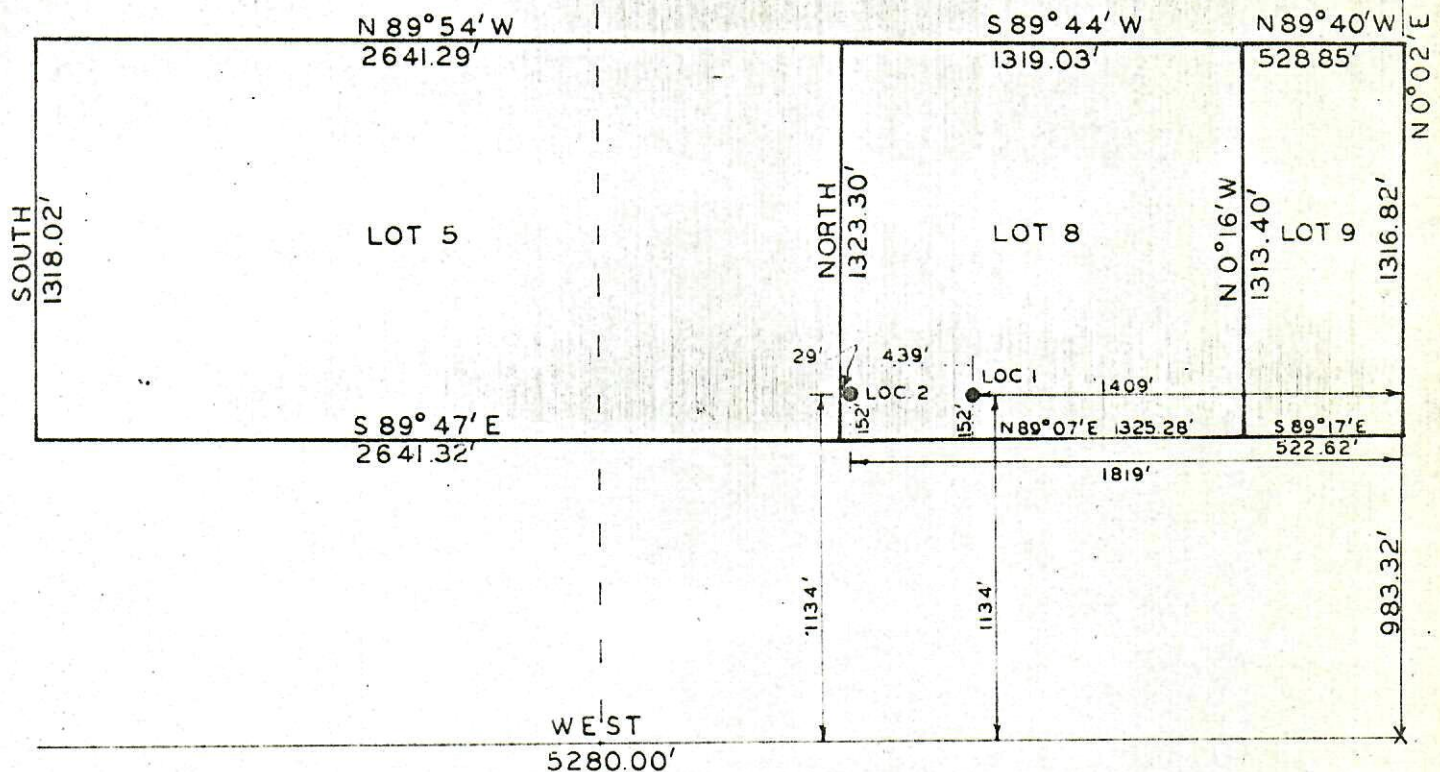 N 89°54' W
2641.29'
S 89°44' W
1319.03'
N 89°40' W
528.85'
N 0°02' E
SOUTH
1318.02'
LOT 5
NORTH
1323.30'
LOT 8
N 0°16' W
1313.40'
LOT 9
1316.82'
29'
439'
LOC. 2
LOC 1
1409'
152'
152'
S 89°47' E
2641.32'
N 89°07' E 1325.28'
S 89°17' E
522.62'
1819'
1134'
1134'
983.32'
WEST
5280.00'